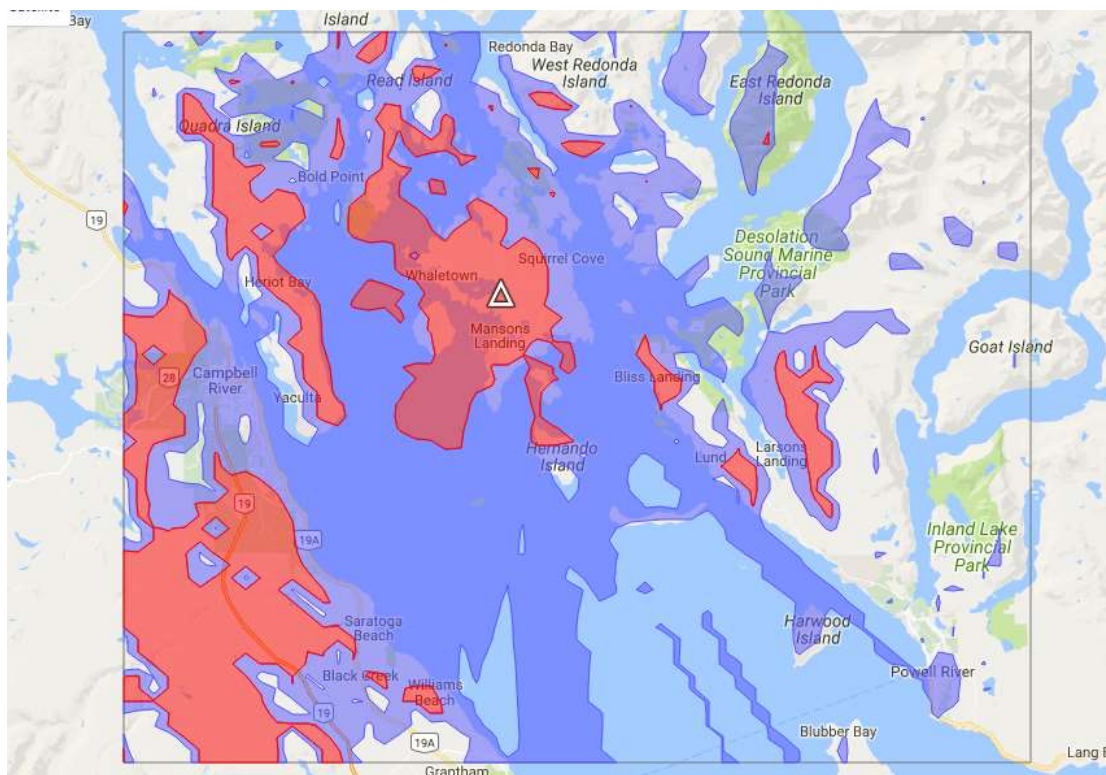 Bay
Island
Redonda Bay
West Redonda
Island
Read Island
East Redonda
Island
Quadra Island
Bold Point
19
Desolation
Sound Marine
Provincial
Park
Squirrel Cove
Whaletown
Heriot Bay
Mansons
Landing
Goat Island
28
Campbell
River
Bliss Landing
Yaculta
Hernando
Island
Lund
Larsons
Landing
19
19A
Inland Lake
Provincial
Park
Saratoga
Beach
Harwood
Island
Black Creek
Williams
Beach
Powell River
19
19A
Blubber Bay
Lang B
Grantham